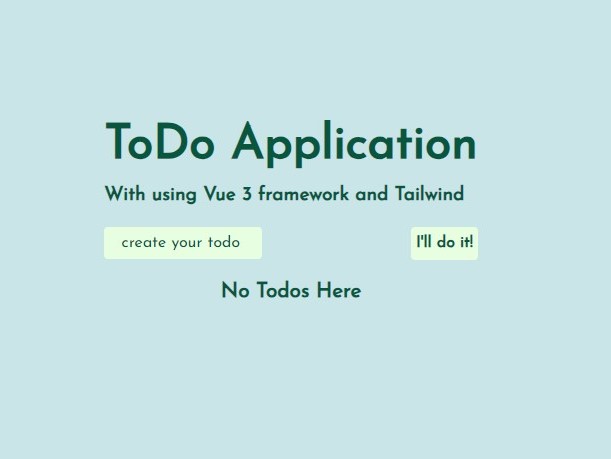 ToDo Application
With using Vue 3 framework and Tailwind
create your todo
I'll do it!
No Todos Here